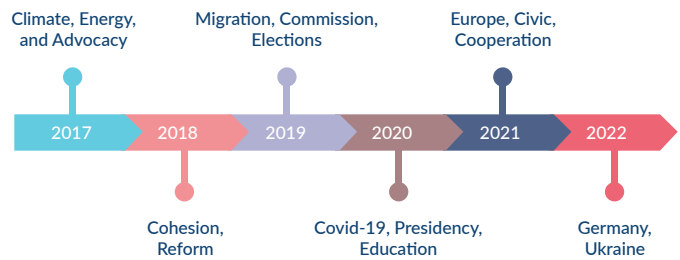 Climate, Energy,
and Advocacy
Migration, Commission,
Elections
Europe, Civic,
Cooperation
2017
2018
2019
2020
2021
2022
Cohesion,
Reform
Covid-19, Presidency,
Education
Germany,
Ukraine